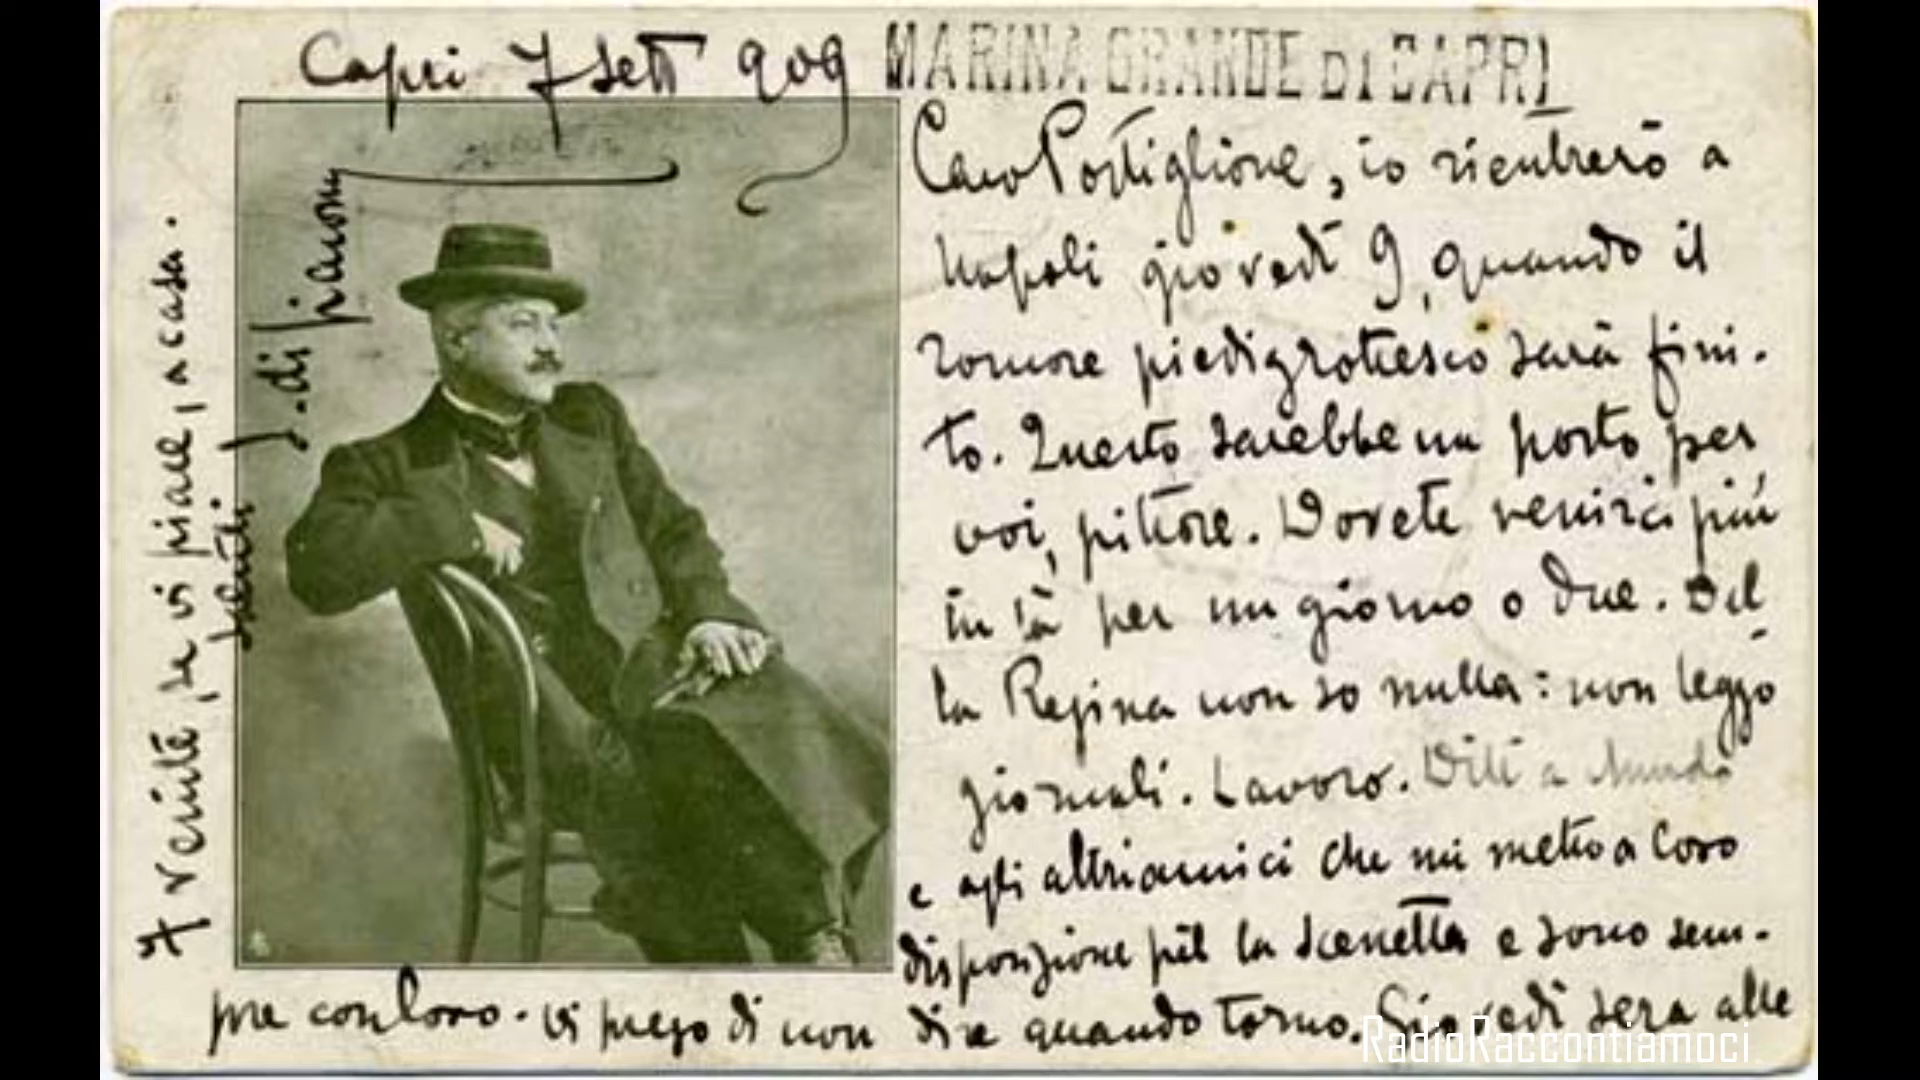 Capri 7 Sett 909
MARINA GRANDE DI CAPRI
Caro Postiglione, io rientrerò a
Napoli giovedì 9, quando il
romore piedigrottesco sarà fini-
to. Questo sarebbe un posto per
voi, pittore. Dovete venirci più
in là per un giorno o due. Del
la Regina non so nulla: non leggo
giornali. Lavoro. Dite a
e agli altri amici che mi metto a loro
disposizione per la scenetta e sono sem-
pre con loro. Vi prego di non dire quando torno. Giovedì sera alle
7 venite, se vi piace, a casa.
Saluti
S. di Giacomo
RadioRaccontiamoci